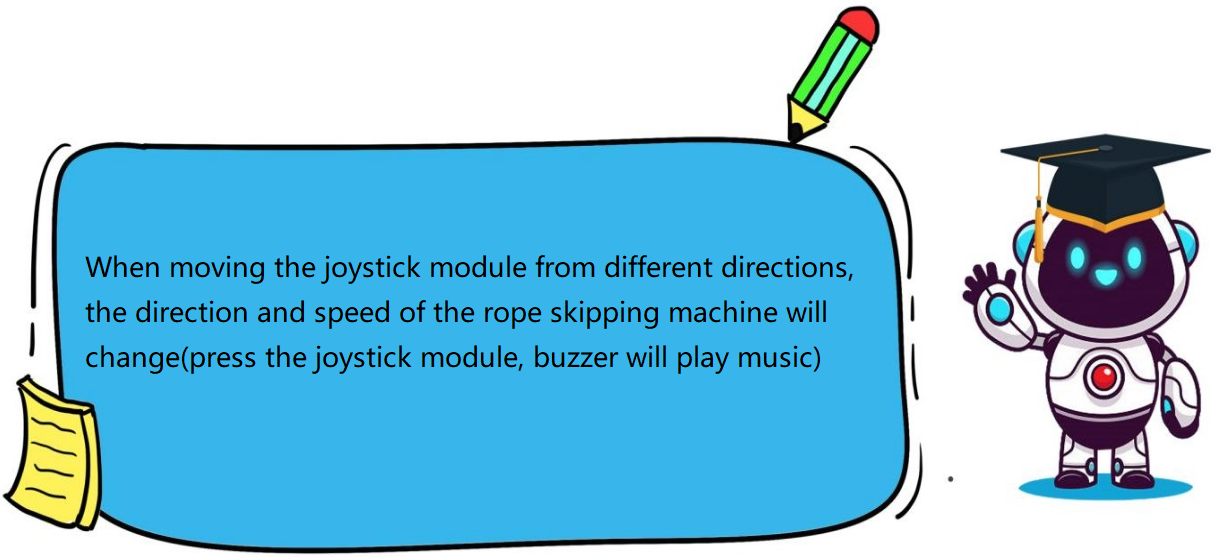 When moving the joystick module from different directions,
the direction and speed of the rope skipping machine will
change(press the joystick module, buzzer will play music)